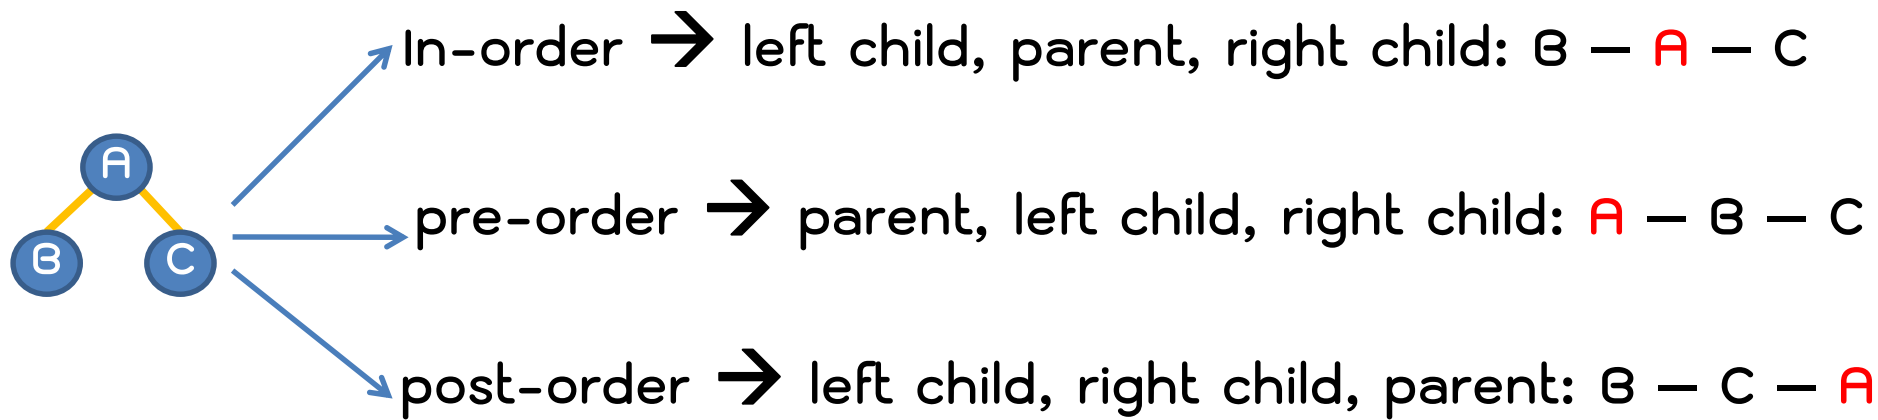 In-order → left child, parent, right child: B – A – C
A
pre-order → parent, left child, right child: A – B – C
B C
post-order → left child, right child, parent: B – C – A